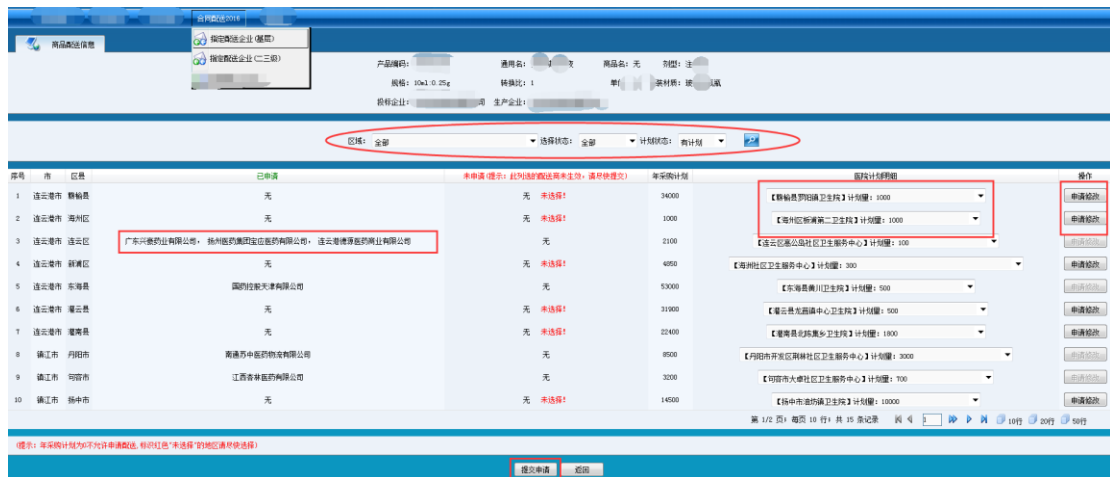 合同配送2016
商品配送信息
指定配送企业(基层)
指定配送企业(二三级)
产品编码: 通用名: 商品名: 无 剂型: 注
规格: 10ml:0.25g 转换比: 1 装材质: 玻 瓶
投标企业: 司 生产企业:
区域: 全部 选择状态: 全部 计划状态: 有计划
序号 市 区县 已申请 未申请(提示: 此列选的配送商未生效, 请尽快提交) 年采购计划 医院计划明细 操作
1 连云港市 赣榆县 无 无 未选择! 34000 【赣榆县罗阳镇卫生院】计划量: 1000 申请修改
2 连云港市 海州区 无 无 未选择! 1000 【海州区板浦第二卫生院】计划量: 1000 申请修改
3 连云港市 连云区 广东兴泰药业有限公司, 扬州医药集团宝应医药有限公司, 连云港德源医药商业有限公司 无 2100 【连云区高公岛社区卫生服务中心】计划量: 100 申请修改
4 连云港市 新浦区 无 无 未选择! 4850 【海州社区卫生服务中心】计划量: 300 申请修改
5 连云港市 东海县 国药控股天津有限公司 无 53000 【东海县黄川卫生院】计划量: 500 申请修改
6 连云港市 灌云县 无 无 未选择! 31900 【灌云县龙苴镇中心卫生院】计划量: 500 申请修改
7 连云港市 灌南县 无 无 未选择! 22400 【灌南县北陈集乡卫生院】计划量: 1800 申请修改
8 镇江市 丹阳市 南通苏中医药物流有限公司 无 8500 【丹阳市开发区荆林社区卫生服务中心】计划量: 3000 申请修改
9 镇江市 句容市 江西杏林医药有限公司 无 3200 【句容市大卓社区卫生服务中心】计划量: 700 申请修改
10 镇江市 扬中市 无 无 未选择! 14500 【扬中市油坊镇卫生院】计划量: 10000 申请修改
第 1/2 页: 每页 10 行: 共 15 条记录 1 10行 20行 50行
(提示: 年采购计划为0不允许申请配送,标识红色"未选择"的地区请尽快选择)
提交申请 返回